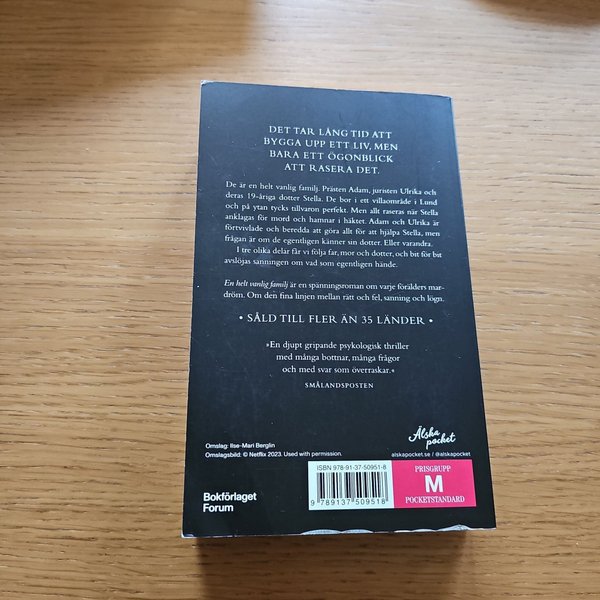 DET TAR LÅNG TID ATT
BYGGA UPP ETT LIV, MEN
BARA ETT ÖGONBLICK
ATT RASERA DET.
De är en helt vanlig familj. Prästen Adam, juristen Ulrika och
deras 19-åriga dotter Stella. De bor i ett villaområde i Lund
och på ytan tycks tillvaron perfekt. Men allt raseras när Stella
anklagas för mord och hamnar i häktet. Adam och Ulrika är
förtvivlade och beredda att göra allt för att hjälpa Stella, men
frågan är om de egentligen känner sin dotter. Eller varandra.
I tre olika delar får vi följa far, mor och dotter, och bit för bit
avslöjas sanningen om vad som egentligen hände.
En helt vanlig familj är en spänningsroman om varje förälders mar-
dröm. Om den fina linjen mellan rätt och fel, sanning och lögn.
• SÅLD TILL FLER ÄN 35 LÄNDER •
»En djupt gripande psykologisk thriller
med många bottnar, många frågor
och med svar som överraskar.«
SMÅLANDSPOSTEN
Älska
pocket
Omslag: Ilse-Mari Berglin
Omslagsbild: © Netflix 2023. Used with permission.
alskapocket.se / @alskapocket
Bokförlaget
Forum
ISBN 978-91-37-50951-8
9 789137 509518
PRISGRUPP
M
POCKETSTANDARD